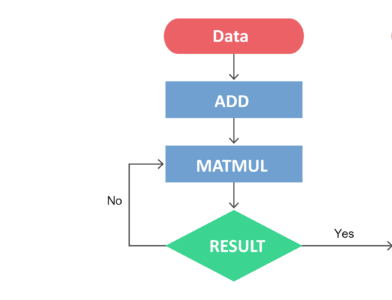 Data
ADD
MATMUL
No
RESULT
Yes